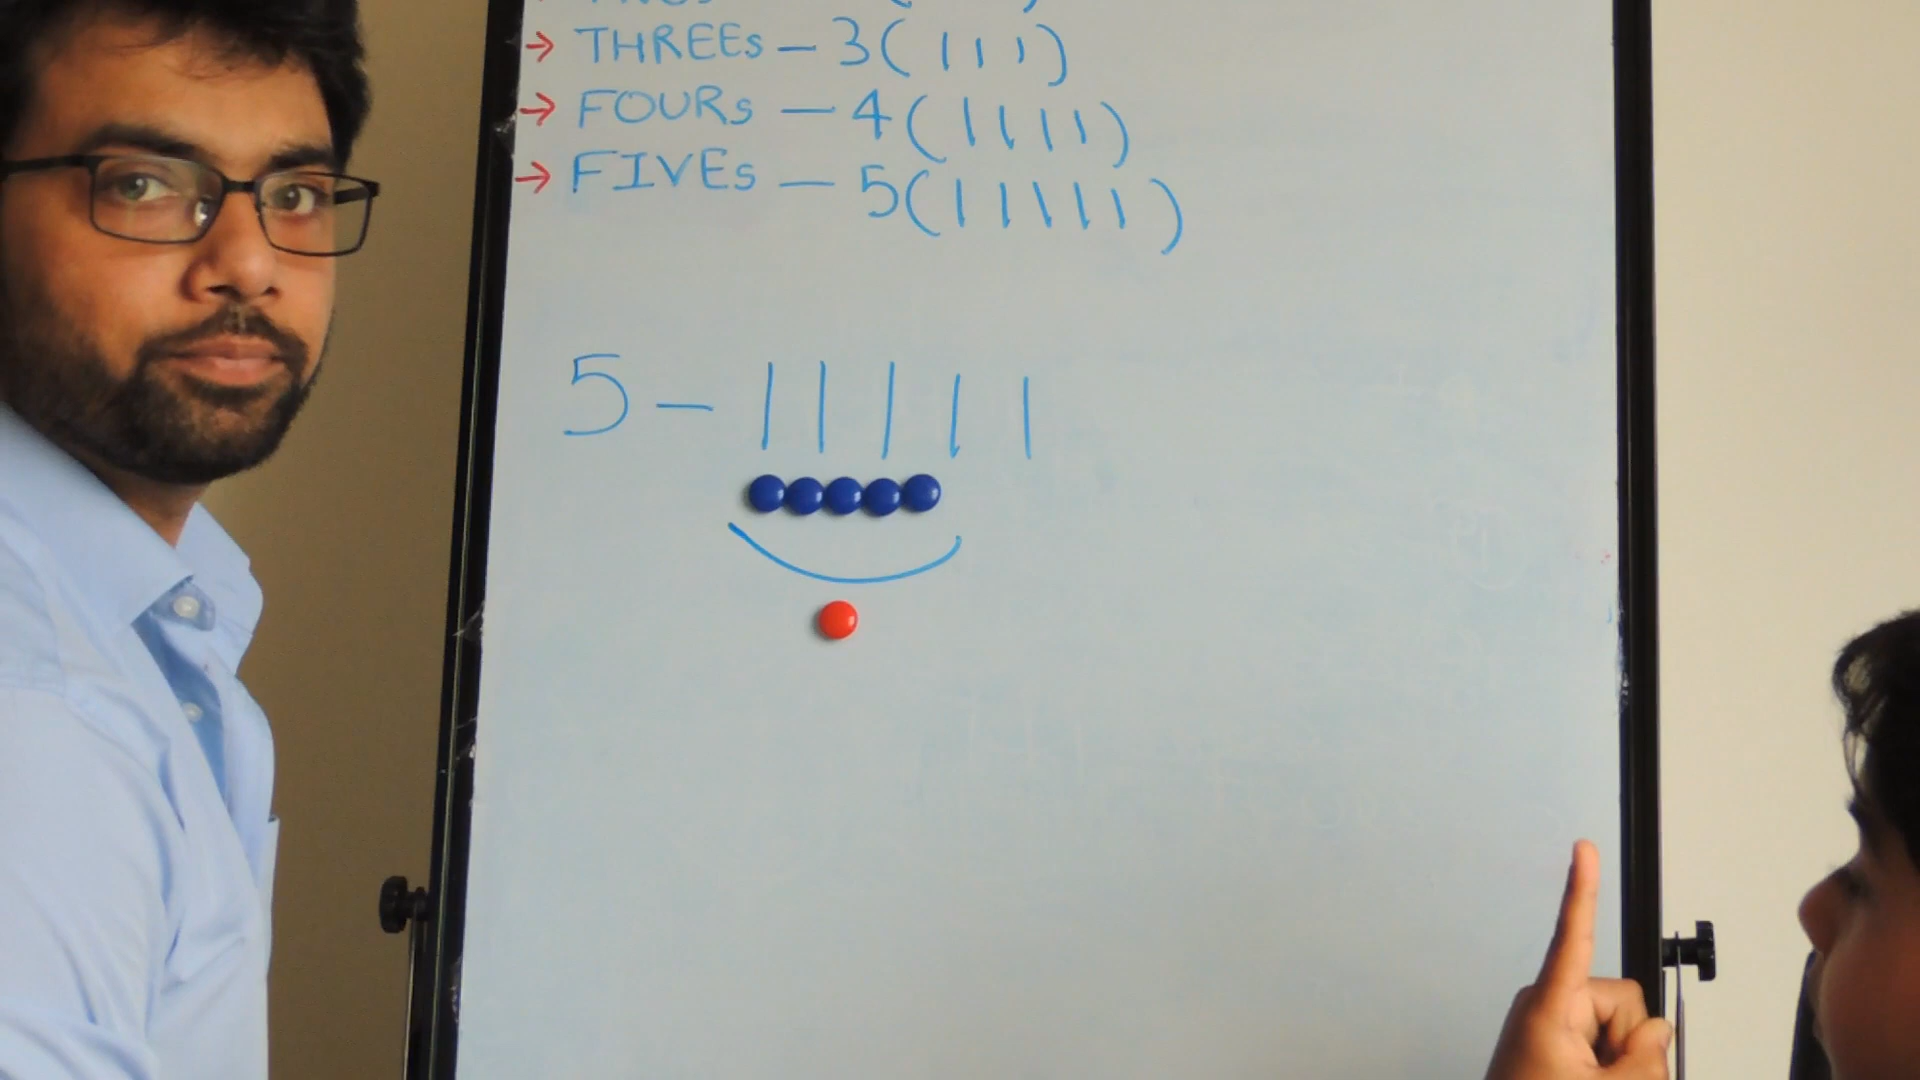 → THREEs — 3( | | | )
→ FOURs — 4( | | | | )
→ FIVEs — 5( | | | | | )
5 — | | | | |